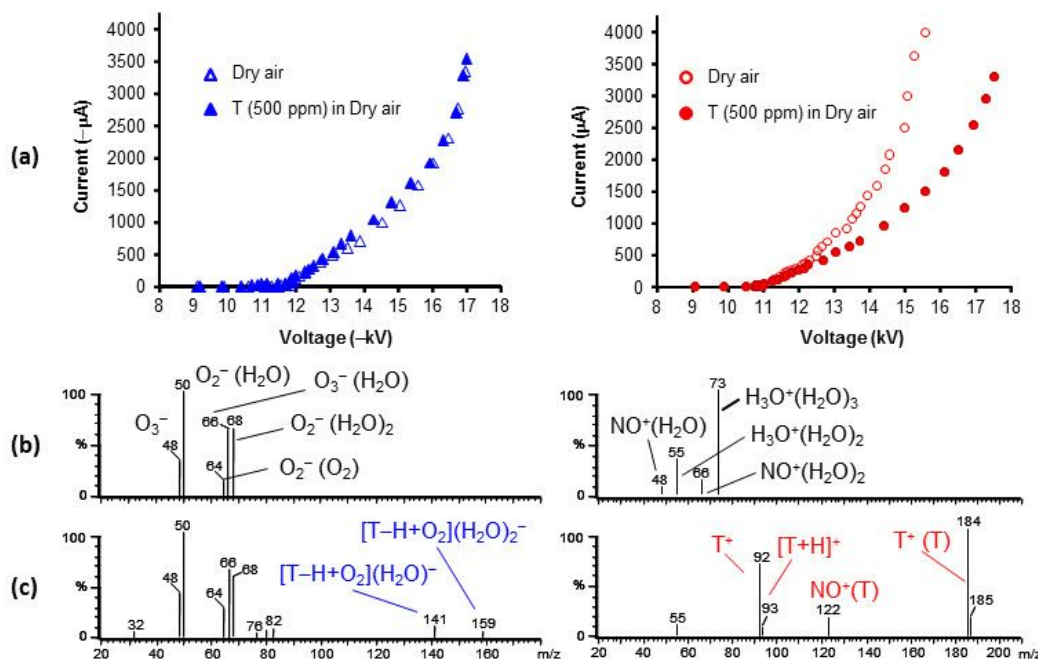 (a)
Current (–µA)
4000
3500
3000
2500
2000
1500
1000
500
0
Dry air
T (500 ppm) in Dry air
8 9 10 11 12 13 14 15 16 17 18
Voltage (–kV)
Current (µA)
4000
3500
3000
2500
2000
1500
1000
500
0
Dry air
T (500 ppm) in Dry air
8 9 10 11 12 13 14 15 16 17 18
Voltage (kV)
(b)
100
%
0
O₃⁻
48
50
O₂⁻ (H₂O)
O₃⁻ (H₂O)
66 68
O₂⁻ (H₂O)₂
64
O₂⁻ (O₂)
100
%
0
NO⁺(H₂O)
48
55
66
73
H₃O⁺(H₂O)₃
H₃O⁺(H₂O)₂
NO⁺(H₂O)₂
(c)
100
%
0
32
48
50
64
66
68
76
82
[T–H+O₂](H₂O)₂⁻
[T–H+O₂](H₂O)⁻
141
159
20 40 60 80 100 120 140 160 m/z
100
%
0
55
T⁺
92
[T+H]⁺
93
NO⁺(T)
122
T⁺ (T)
184
185
20 40 60 80 100 120 140 160 180 200 m/z